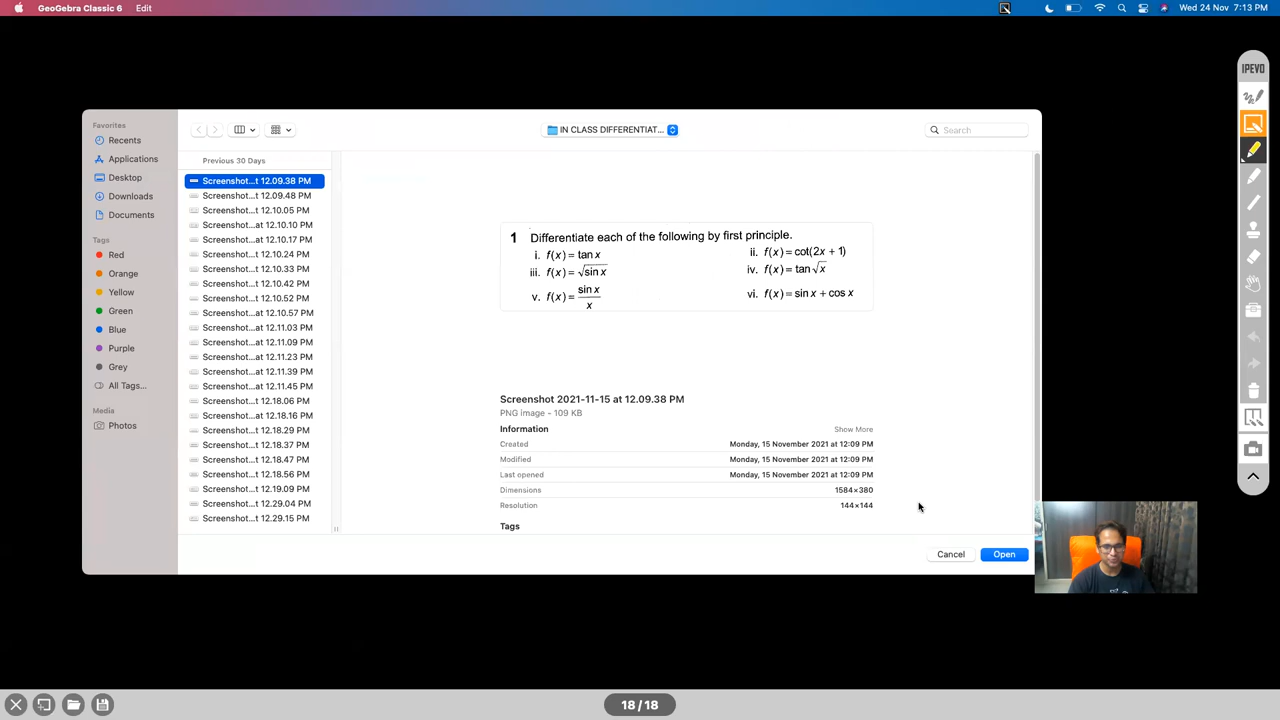 GeoGebra Classic 6 Edit
Wed 24 Nov 7:13 PM
IPEVO
Favorites
Recents
Applications
Desktop
Downloads
Documents
Tags
Red
Orange
Yellow
Green
Blue
Purple
Grey
All Tags...
Media
Photos
IN CLASS DIFFERENTIAT...
Search
Previous 30 Days
Screenshot...t 12.09.38 PM
Screenshot...t 12.09.48 PM
Screenshot...t 12.10.05 PM
Screenshot...at 12.10.10 PM
Screenshot...at 12.10.17 PM
Screenshot...at 12.10.24 PM
Screenshot...at 12.10.33 PM
Screenshot...at 12.10.42 PM
Screenshot...at 12.10.52 PM
Screenshot...at 12.10.57 PM
Screenshot...at 12.11.03 PM
Screenshot...at 12.11.09 PM
Screenshot...at 12.11.23 PM
Screenshot...at 12.11.39 PM
Screenshot...at 12.11.45 PM
Screenshot...t 12.18.06 PM
Screenshot...at 12.18.16 PM
Screenshot...t 12.18.29 PM
Screenshot...t 12.18.37 PM
Screenshot...t 12.18.47 PM
Screenshot...t 12.18.56 PM
Screenshot...t 12.19.09 PM
Screenshot...t 12.29.04 PM
Screenshot...t 12.29.15 PM
1 Differentiate each of the following by first principle.
i. f(x) = tan x ii. f(x) = cot(2x + 1)
iii. f(x) = √sin x iv. f(x) = tan√x
v. f(x) = sin x / x vi. f(x) = sin x + cos x
Screenshot 2021-11-15 at 12.09.38 PM
PNG image - 109 KB
Information Show More
Created Monday, 15 November 2021 at 12:09 PM
Modified Monday, 15 November 2021 at 12:09 PM
Last opened Monday, 15 November 2021 at 12:09 PM
Dimensions 1584×380
Resolution 144×144
Tags
Cancel Open
18 / 18